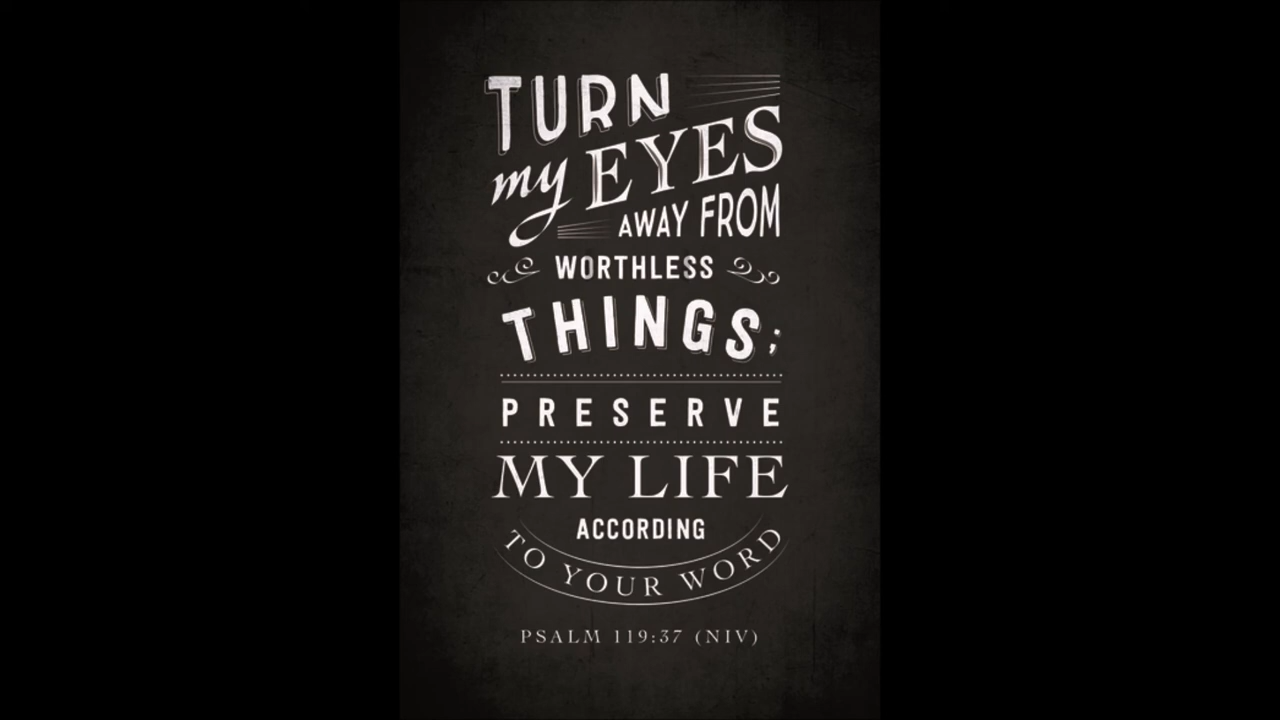 TURN
my EYES
AWAY FROM
WORTHLESS
THINGS;
PRESERVE
MY LIFE
ACCORDING
TO YOUR WORD
PSALM 119:37 (NIV)